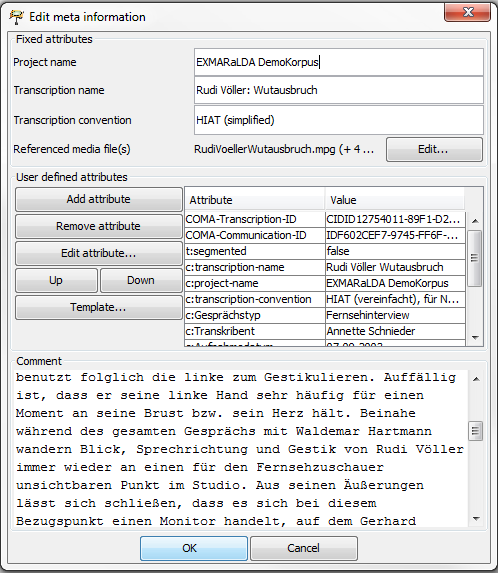 Edit meta information
Fixed attributes
Project name EXMARaLDA DemoKorpus
Transcription name Rudi Völler: Wutausbruch
Transcription convention HIAT (simplified)
Referenced media file(s) RudiVoellerWutausbruch.mpg (+ 4 ... Edit...
User defined attributes
Add attribute
Remove attribute
Edit attribute...
Up Down
Template...
Attribute Value
COMA-Transcription-ID CIDID12754011-89F1-D2...
COMA-Communication-ID IDF602CEF7-9745-FF6F-...
t:segmented false
c:transcription-name Rudi Völler Wutausbruch
c:project-name EXMARaLDA DemoKorpus
c:transcription-convention HIAT (vereinfacht), für N...
c:Gesprächstyp Fernsehinterview
c:Transkribent Annette Schnieder
Comment
benutzt folglich die linke zum Gestikulieren. Auffällig
ist, dass er seine linke Hand sehr häufig für einen
Moment an seine Brust bzw. sein Herz hält. Beinahe
während des gesamten Gesprächs mit Waldemar Hartmann
wandern Blick, Sprechrichtung und Gestik von Rudi Völler
immer wieder an einen für den Fernsehzuschauer
unsichtbaren Punkt im Studio. Aus seinen Äußerungen
lässt sich schließen, dass es sich bei diesem
Bezugspunkt einen Monitor handelt, auf dem Gerhard
OK Cancel